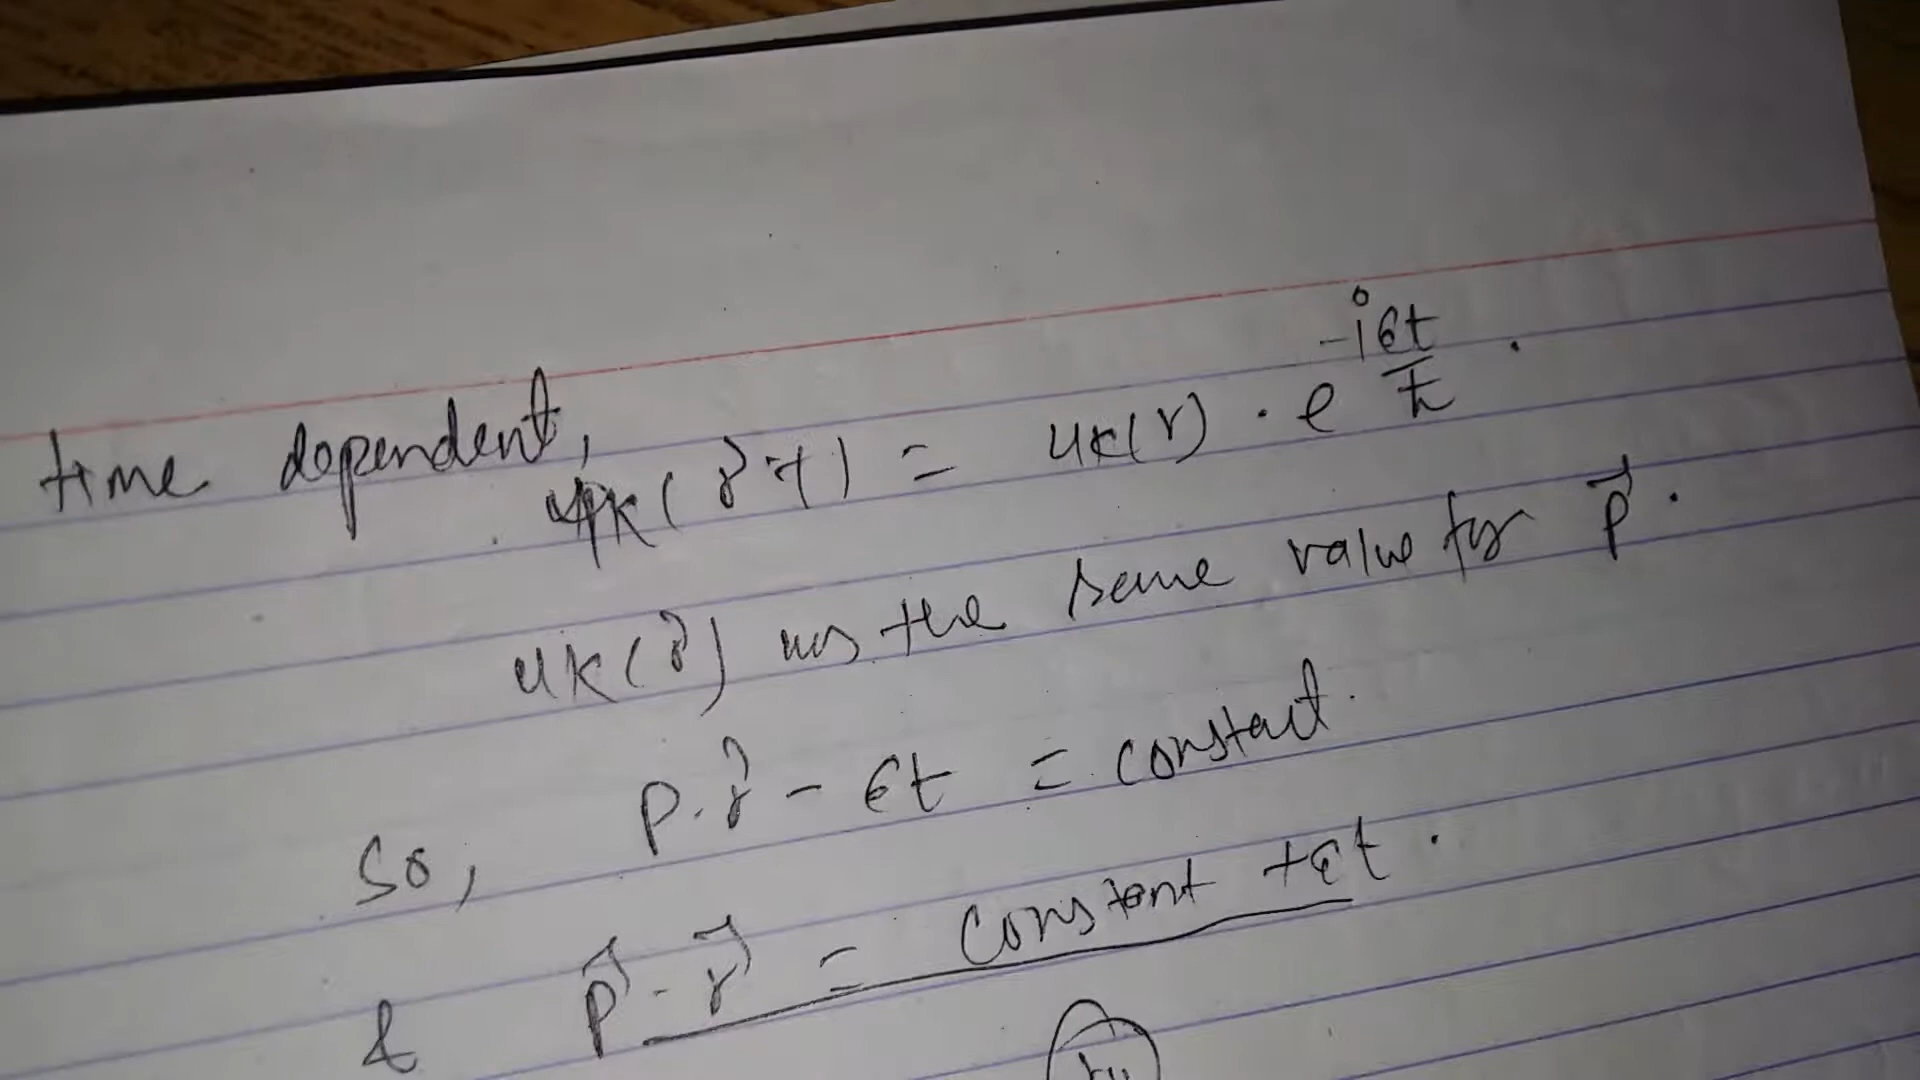 time dependent,
ψk(r⃗,t) = uk(r) · e^{-iϵt/ħ} .
uk(r⃗) has the same value for p⃗ .
So, p.r⃗ - ϵt = constant.
& p⃗ . r⃗ = constant + ϵt .